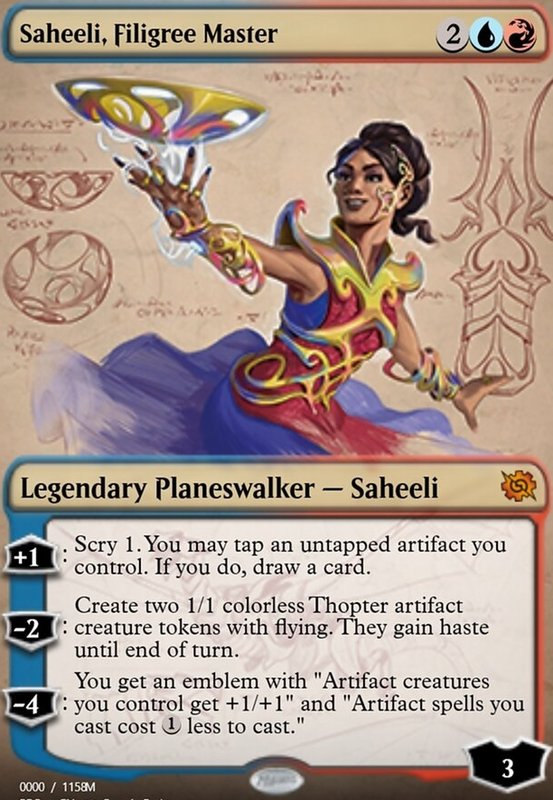 Saheeli, Filigree Master 2
Legendary Planeswalker — Saheeli
+1 : Scry 1. You may tap an untapped artifact you
control. If you do, draw a card.
Create two 1/1 colorless Thopter artifact
-2 : creature tokens with flying. They gain haste
until end of turn.
You get an emblem with "Artifact creatures
-4 : you control get +1/+1" and "Artifact spells you
cast cost 1 less to cast."
3
0000 / 1158M